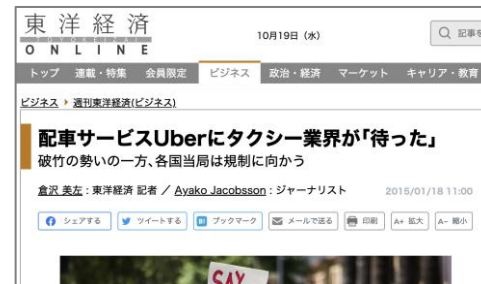 東洋経済
TOYOKEIZAI
ONLINE
10月19日（水）
記事を
トップ 連載・特集 会員限定 ビジネス 政治・経済 マーケット キャリア・教育
ビジネス 週刊東洋経済(ビジネス)
配車サービスUberにタクシー業界が「待った」
破竹の勢いの一方、各国当局は規制に向かう
倉沢 美左 : 東洋経済 記者 ／ Ayako Jacobsson : ジャーナリスト 2015/01/18 11:00
シェアする ツイートする B! ブックマーク メールで送る 印刷 A+ 拡大 A- 縮小
SAY